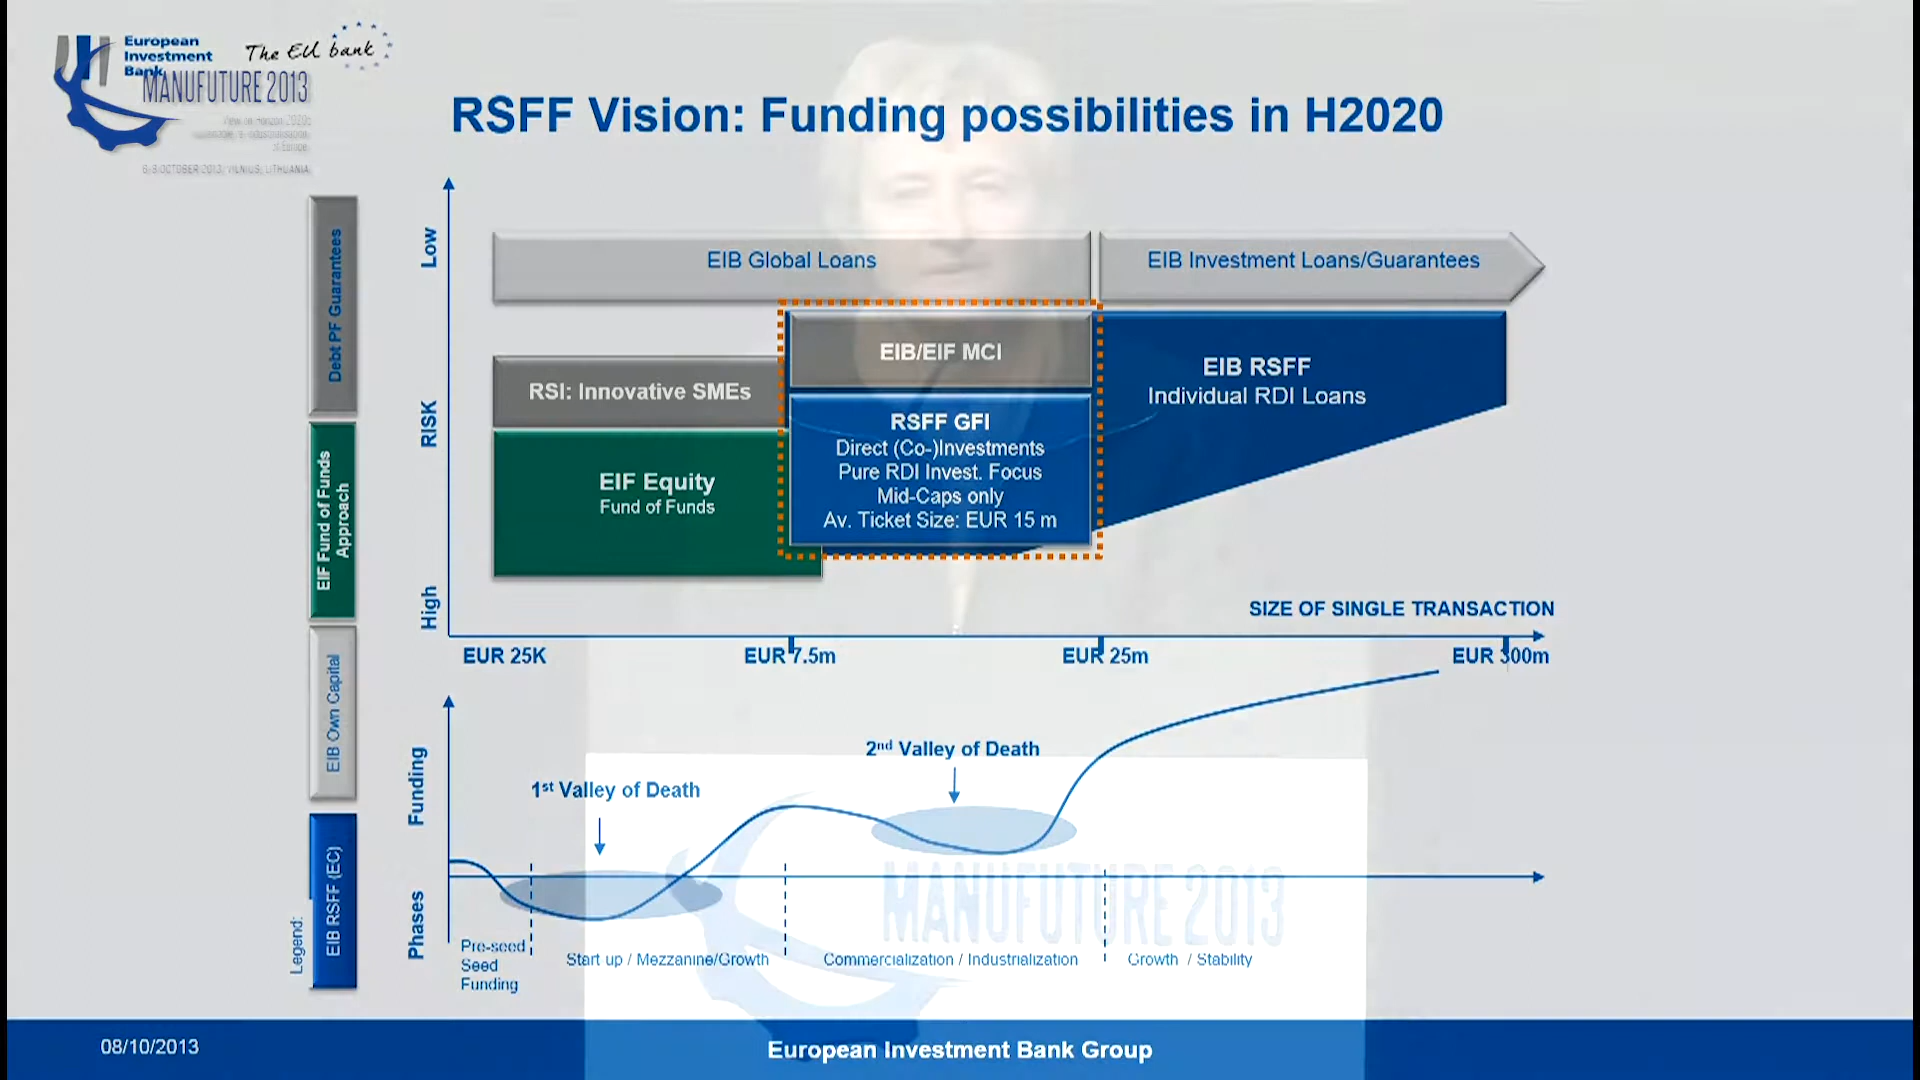 European
Investment
Bank
The EU bank
MANUFUTURE 2013
RSFF Vision: Funding possibilities in H2020
Debt PF Guarantees
EIF Fund of Funds
Approach
EIB Own Capital
EIB RSFF (EC)
Legend:
Low
RISK
High
EIB Global Loans
EIB Investment Loans/Guarantees
EIB/EIF MCI
RSI: Innovative SMEs
EIB RSFF
Individual RDI Loans
RSFF GFI
Direct (Co-)Investments
Pure RDI Invest. Focus
Mid-Caps only
Av. Ticket Size: EUR 15 m
EIF Equity
Fund of Funds
SIZE OF SINGLE TRANSACTION
EUR 25K
EUR 7.5m
EUR 25m
EUR 300m
Funding
Phases
2nd Valley of Death
1st Valley of Death
MANUFUTURE 2013
Pre-seed
Seed
Funding
Start up / Mezzanine/Growth
Commercialization / Industrialization
Growth / Stability
08/10/2013
European Investment Bank Group